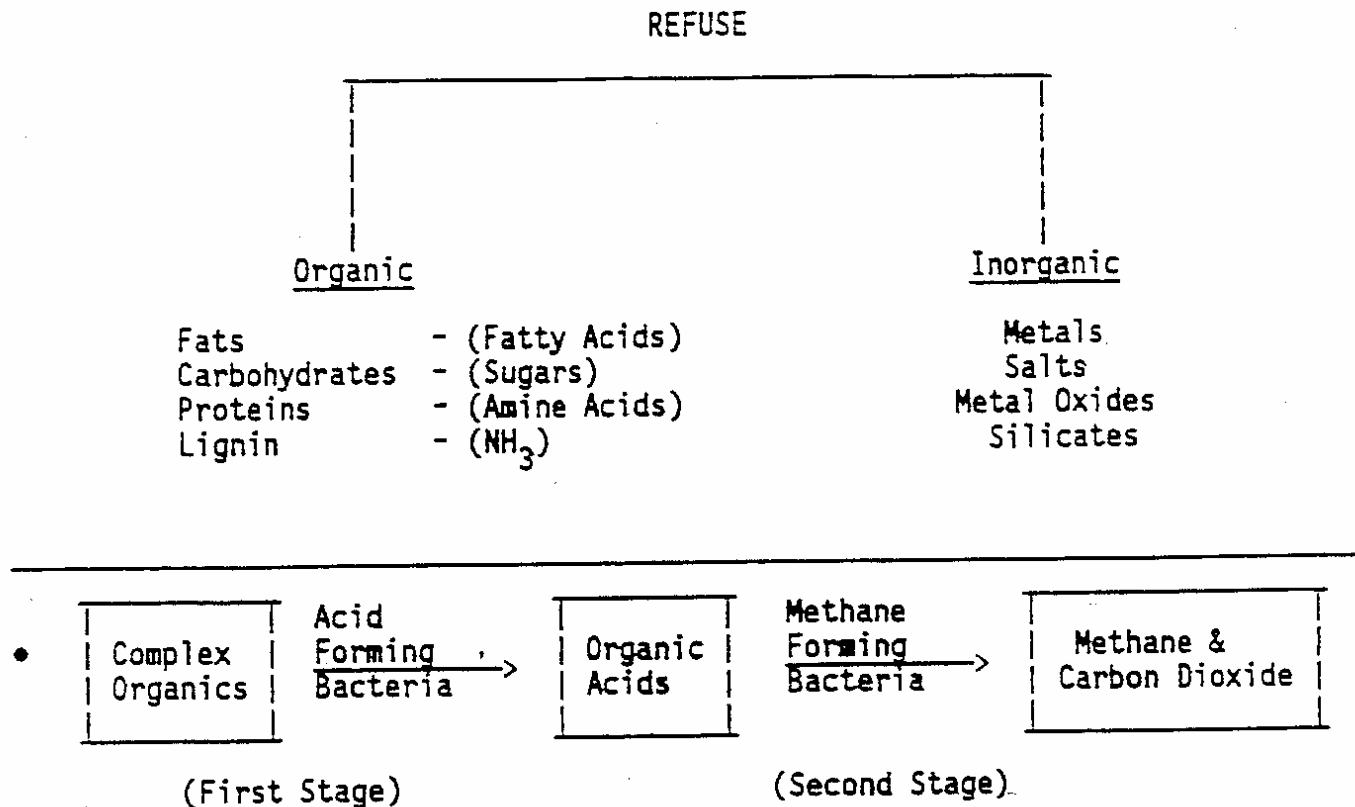 REFUSE
Organic
Inorganic
Fats - (Fatty Acids)
Carbohydrates - (Sugars)
Proteins - (Amine Acids)
Lignin - (NH3)
Metals
Salts
Metal Oxides
Silicates
Complex
Organics
Acid
Forming
Bacteria
Organic
Acids
Methane
Forming
Bacteria
Methane &
Carbon Dioxide
(First Stage)
(Second Stage)